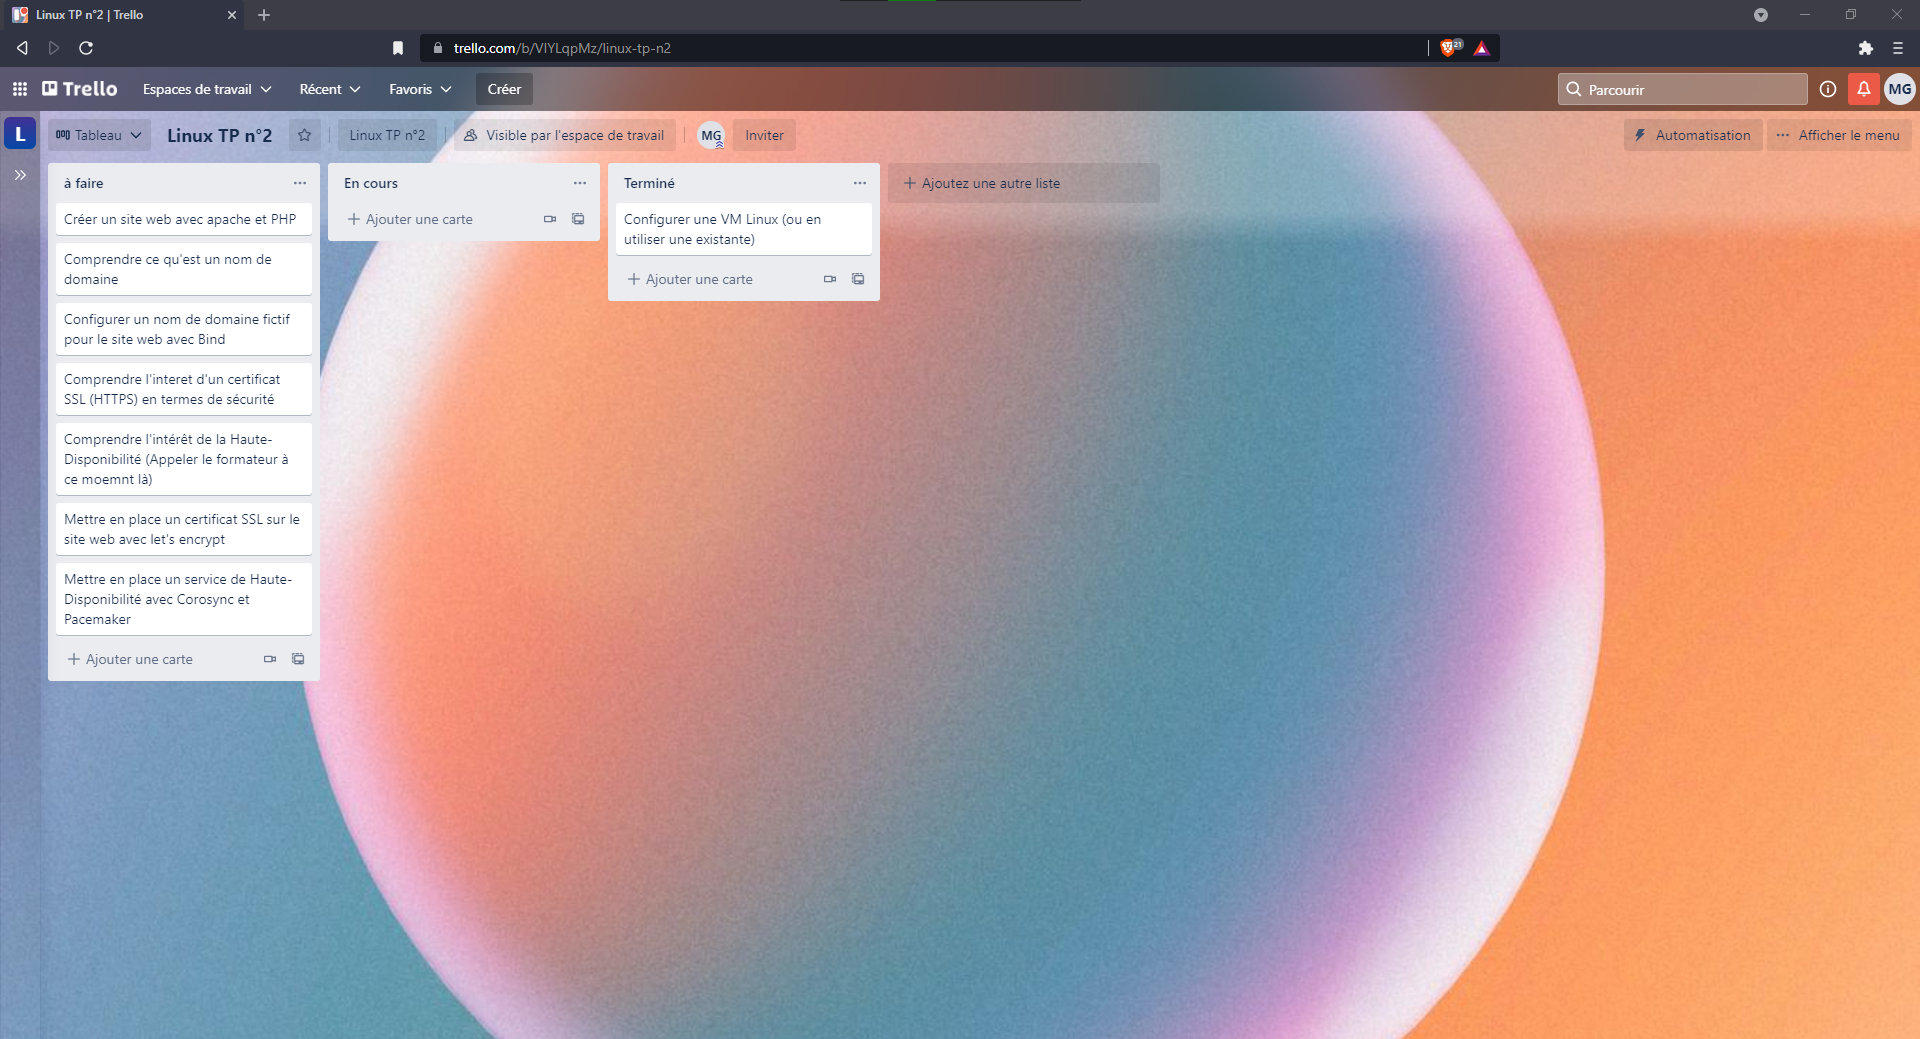 Linux TP n°2 | Trello
trello.com/b/VIYLqpMz/linux-tp-n2
21
Trello
Espaces de travail
Récent
Favoris
Créer
Parcourir
MG
L
Tableau
Linux TP n°2
Linux TP n°2
Visible par l'espace de travail
MG
Inviter
Automatisation
Afficher le menu
à faire
Créer un site web avec apache et PHP
Comprendre ce qu'est un nom de
domaine
Configurer un nom de domaine fictif
pour le site web avec Bind
Comprendre l'interet d'un certificat
SSL (HTTPS) en termes de sécurité
Comprendre l'intérêt de la Haute-
Disponibilité (Appeler le formateur à
ce moemnt là)
Mettre en place un certificat SSL sur le
site web avec let's encrypt
Mettre en place un service de Haute-
Disponibilité avec Corosync et
Pacemaker
Ajouter une carte
En cours
Ajouter une carte
Terminé
Configurer une VM Linux (ou en
utiliser une existante)
Ajouter une carte
Ajoutez une autre liste